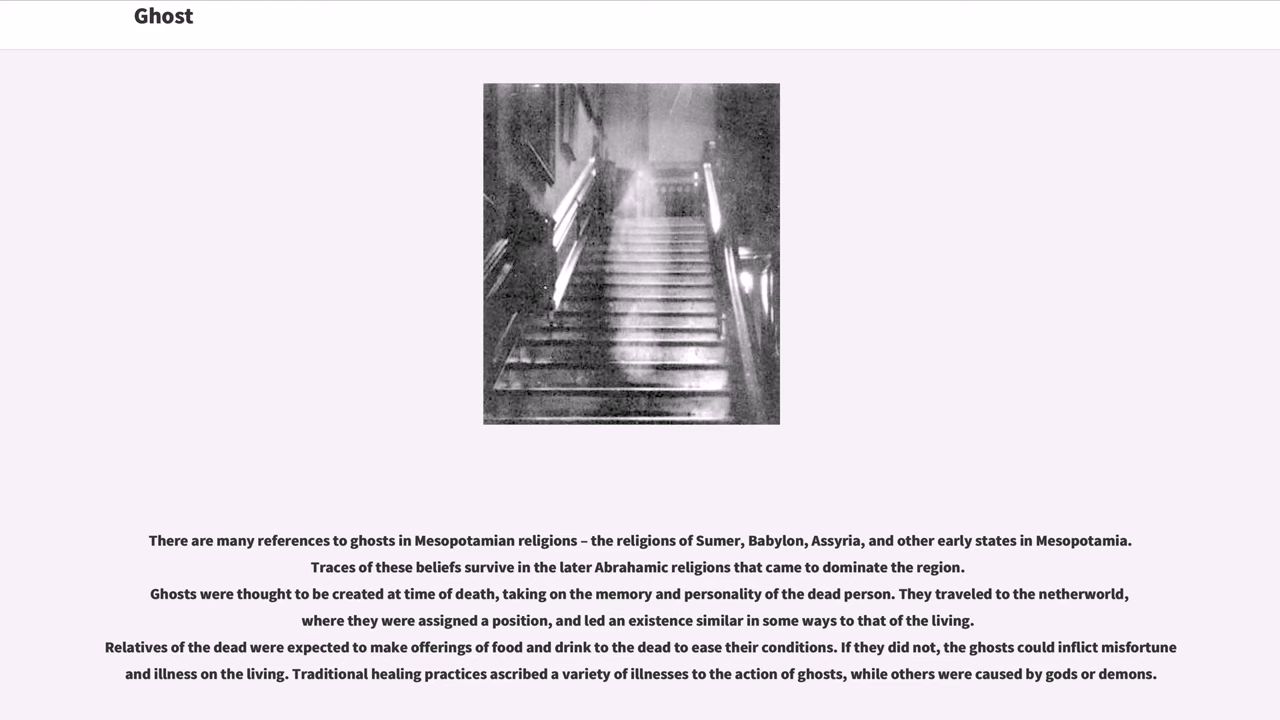 Ghost
There are many references to ghosts in Mesopotamian religions – the religions of Sumer, Babylon, Assyria, and other early states in Mesopotamia.
Traces of these beliefs survive in the later Abrahamic religions that came to dominate the region.
Ghosts were thought to be created at time of death, taking on the memory and personality of the dead person. They traveled to the netherworld,
where they were assigned a position, and led an existence similar in some ways to that of the living.
Relatives of the dead were expected to make offerings of food and drink to the dead to ease their conditions. If they did not, the ghosts could inflict misfortune
and illness on the living. Traditional healing practices ascribed a variety of illnesses to the action of ghosts, while others were caused by gods or demons.